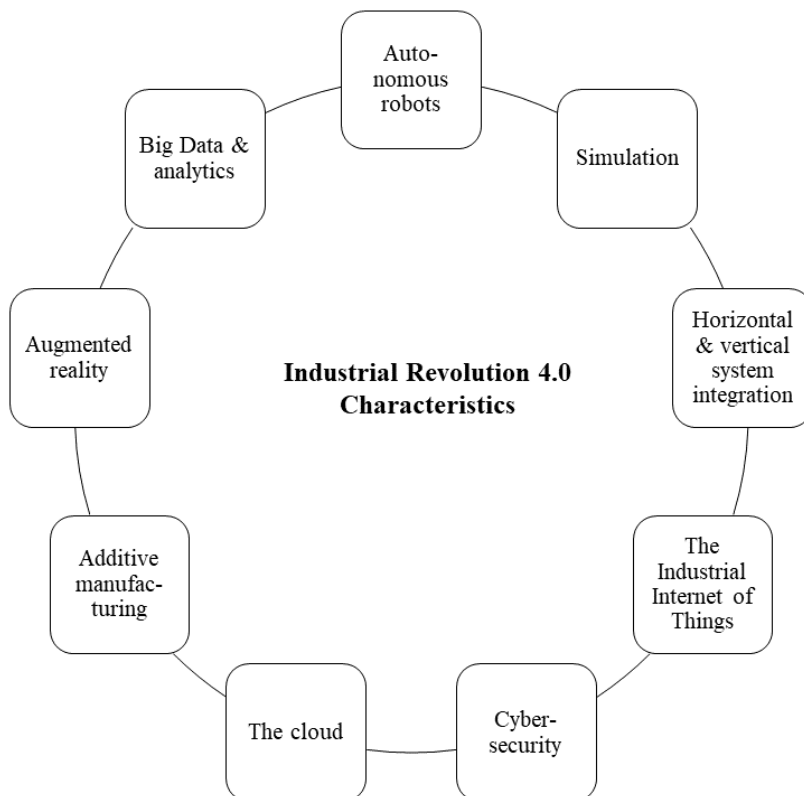 Auto-
nomous
robots
Simulation
Horizontal
& vertical
system
integration
The
Industrial
Internet of
Things
Cyber-
security
The cloud
Additive
manufac-
turing
Augmented
reality
Big Data &
analytics
Industrial Revolution 4.0
Characteristics